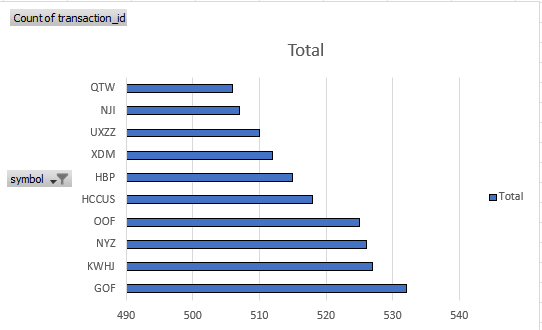 Count of transaction_id
Total
QTW
NJI
UXZZ
XDM
HBP
symbol
HCCUS
Total
OOF
NYZ
KWHJ
GOF
490 500 510 520 530 540